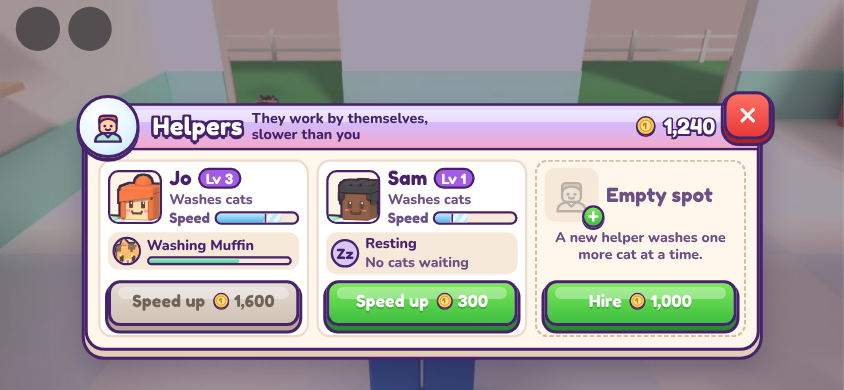 Helpers
They work by themselves,
slower than you
1,240
Jo Lv 3
Washes cats
Speed
Washing Muffin
Speed up 1,600
Sam Lv 1
Washes cats
Speed
Zz
Resting
No cats waiting
Speed up 300
Empty spot
A new helper washes one
more cat at a time.
Hire 1,000